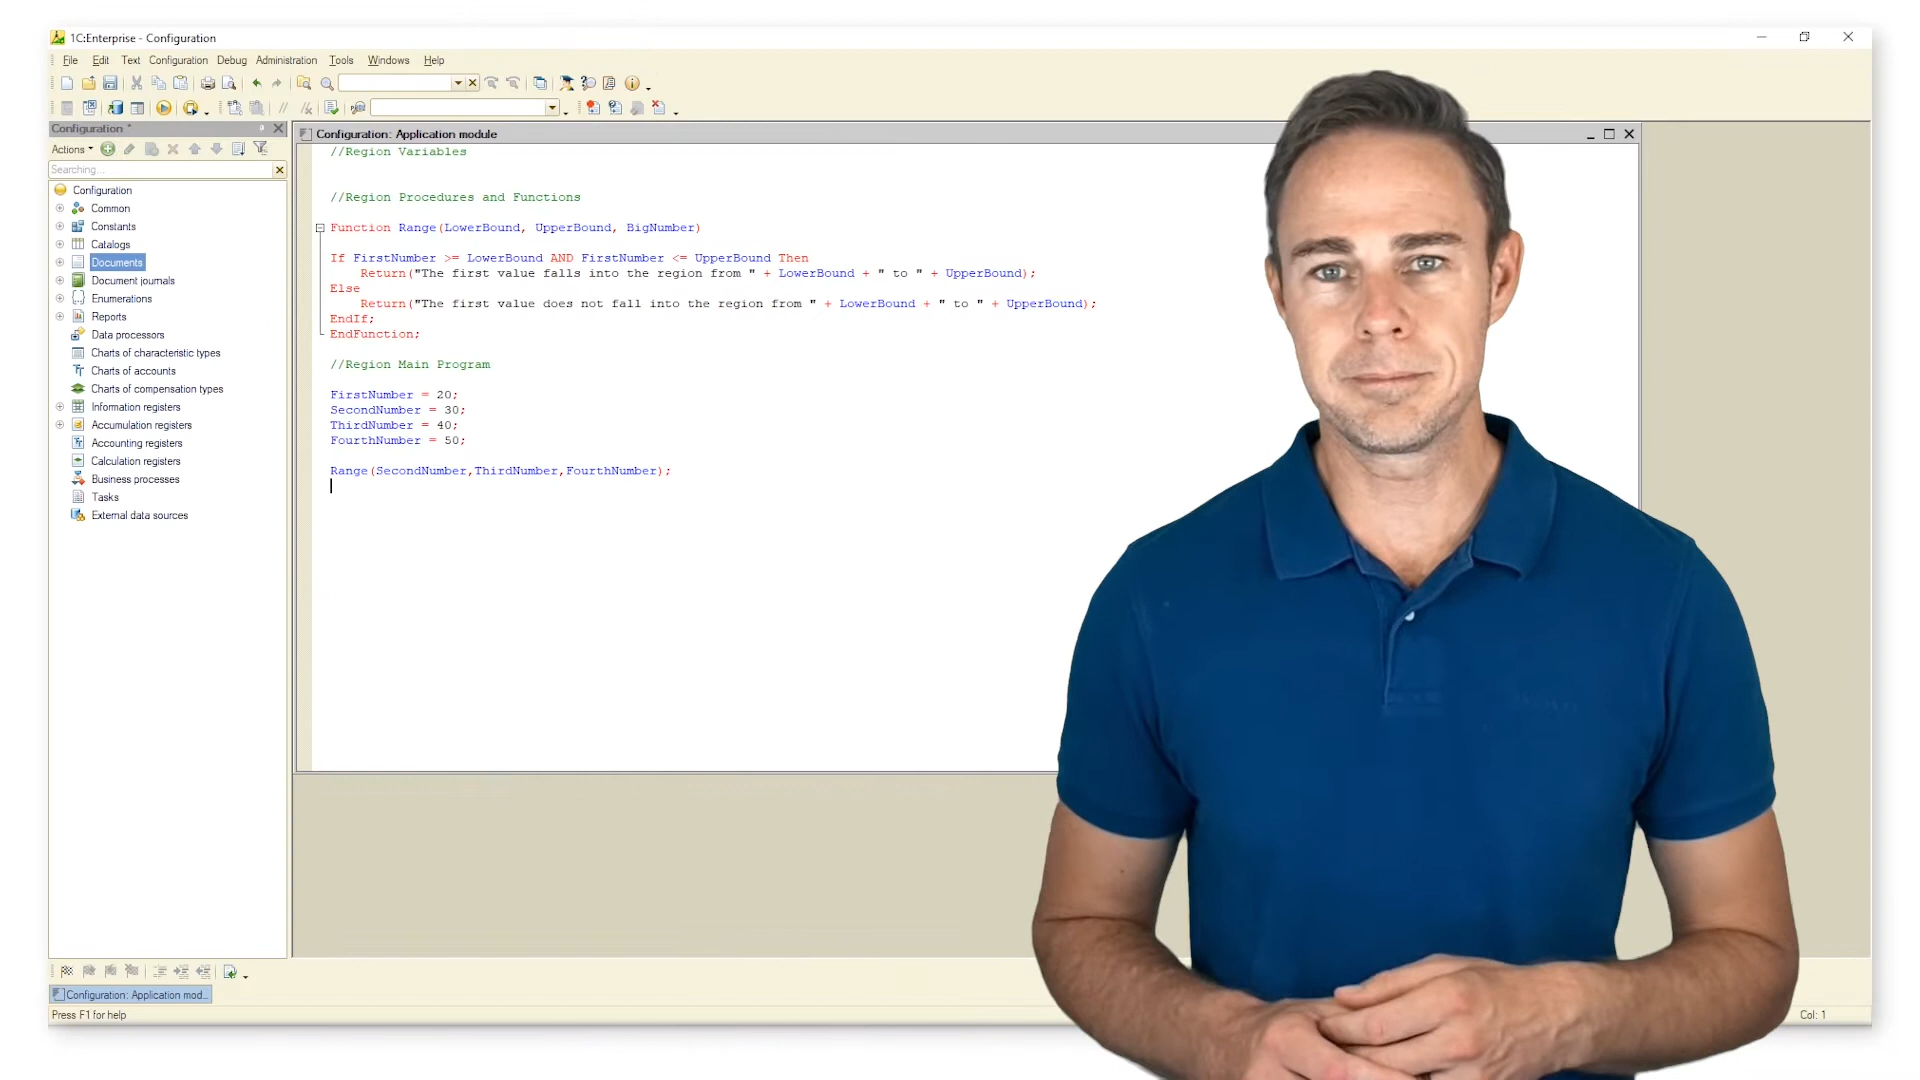 1C:Enterprise - Configuration
File Edit Text Configuration Debug Administration Tools Windows Help
Configuration *
Actions
Searching...
Configuration
Common
Constants
Catalogs
Documents
Document journals
Enumerations
Reports
Data processors
Charts of characteristic types
Charts of accounts
Charts of compensation types
Information registers
Accumulation registers
Accounting registers
Calculation registers
Business processes
Tasks
External data sources
Configuration: Application module
//Region Variables
//Region Procedures and Functions
Function Range(LowerBound, UpperBound, BigNumber)
If FirstNumber >= LowerBound AND FirstNumber <= UpperBound Then
Return("The first value falls into the region from " + LowerBound + " to " + UpperBound);
Else
Return("The first value does not fall into the region from " + LowerBound + " to " + UpperBound);
EndIf;
EndFunction;
//Region Main Program
FirstNumber = 20;
SecondNumber = 30;
ThirdNumber = 40;
FourthNumber = 50;
Range(SecondNumber,ThirdNumber,FourthNumber);
Configuration: Application mod...
Press F1 for help
Col: 1